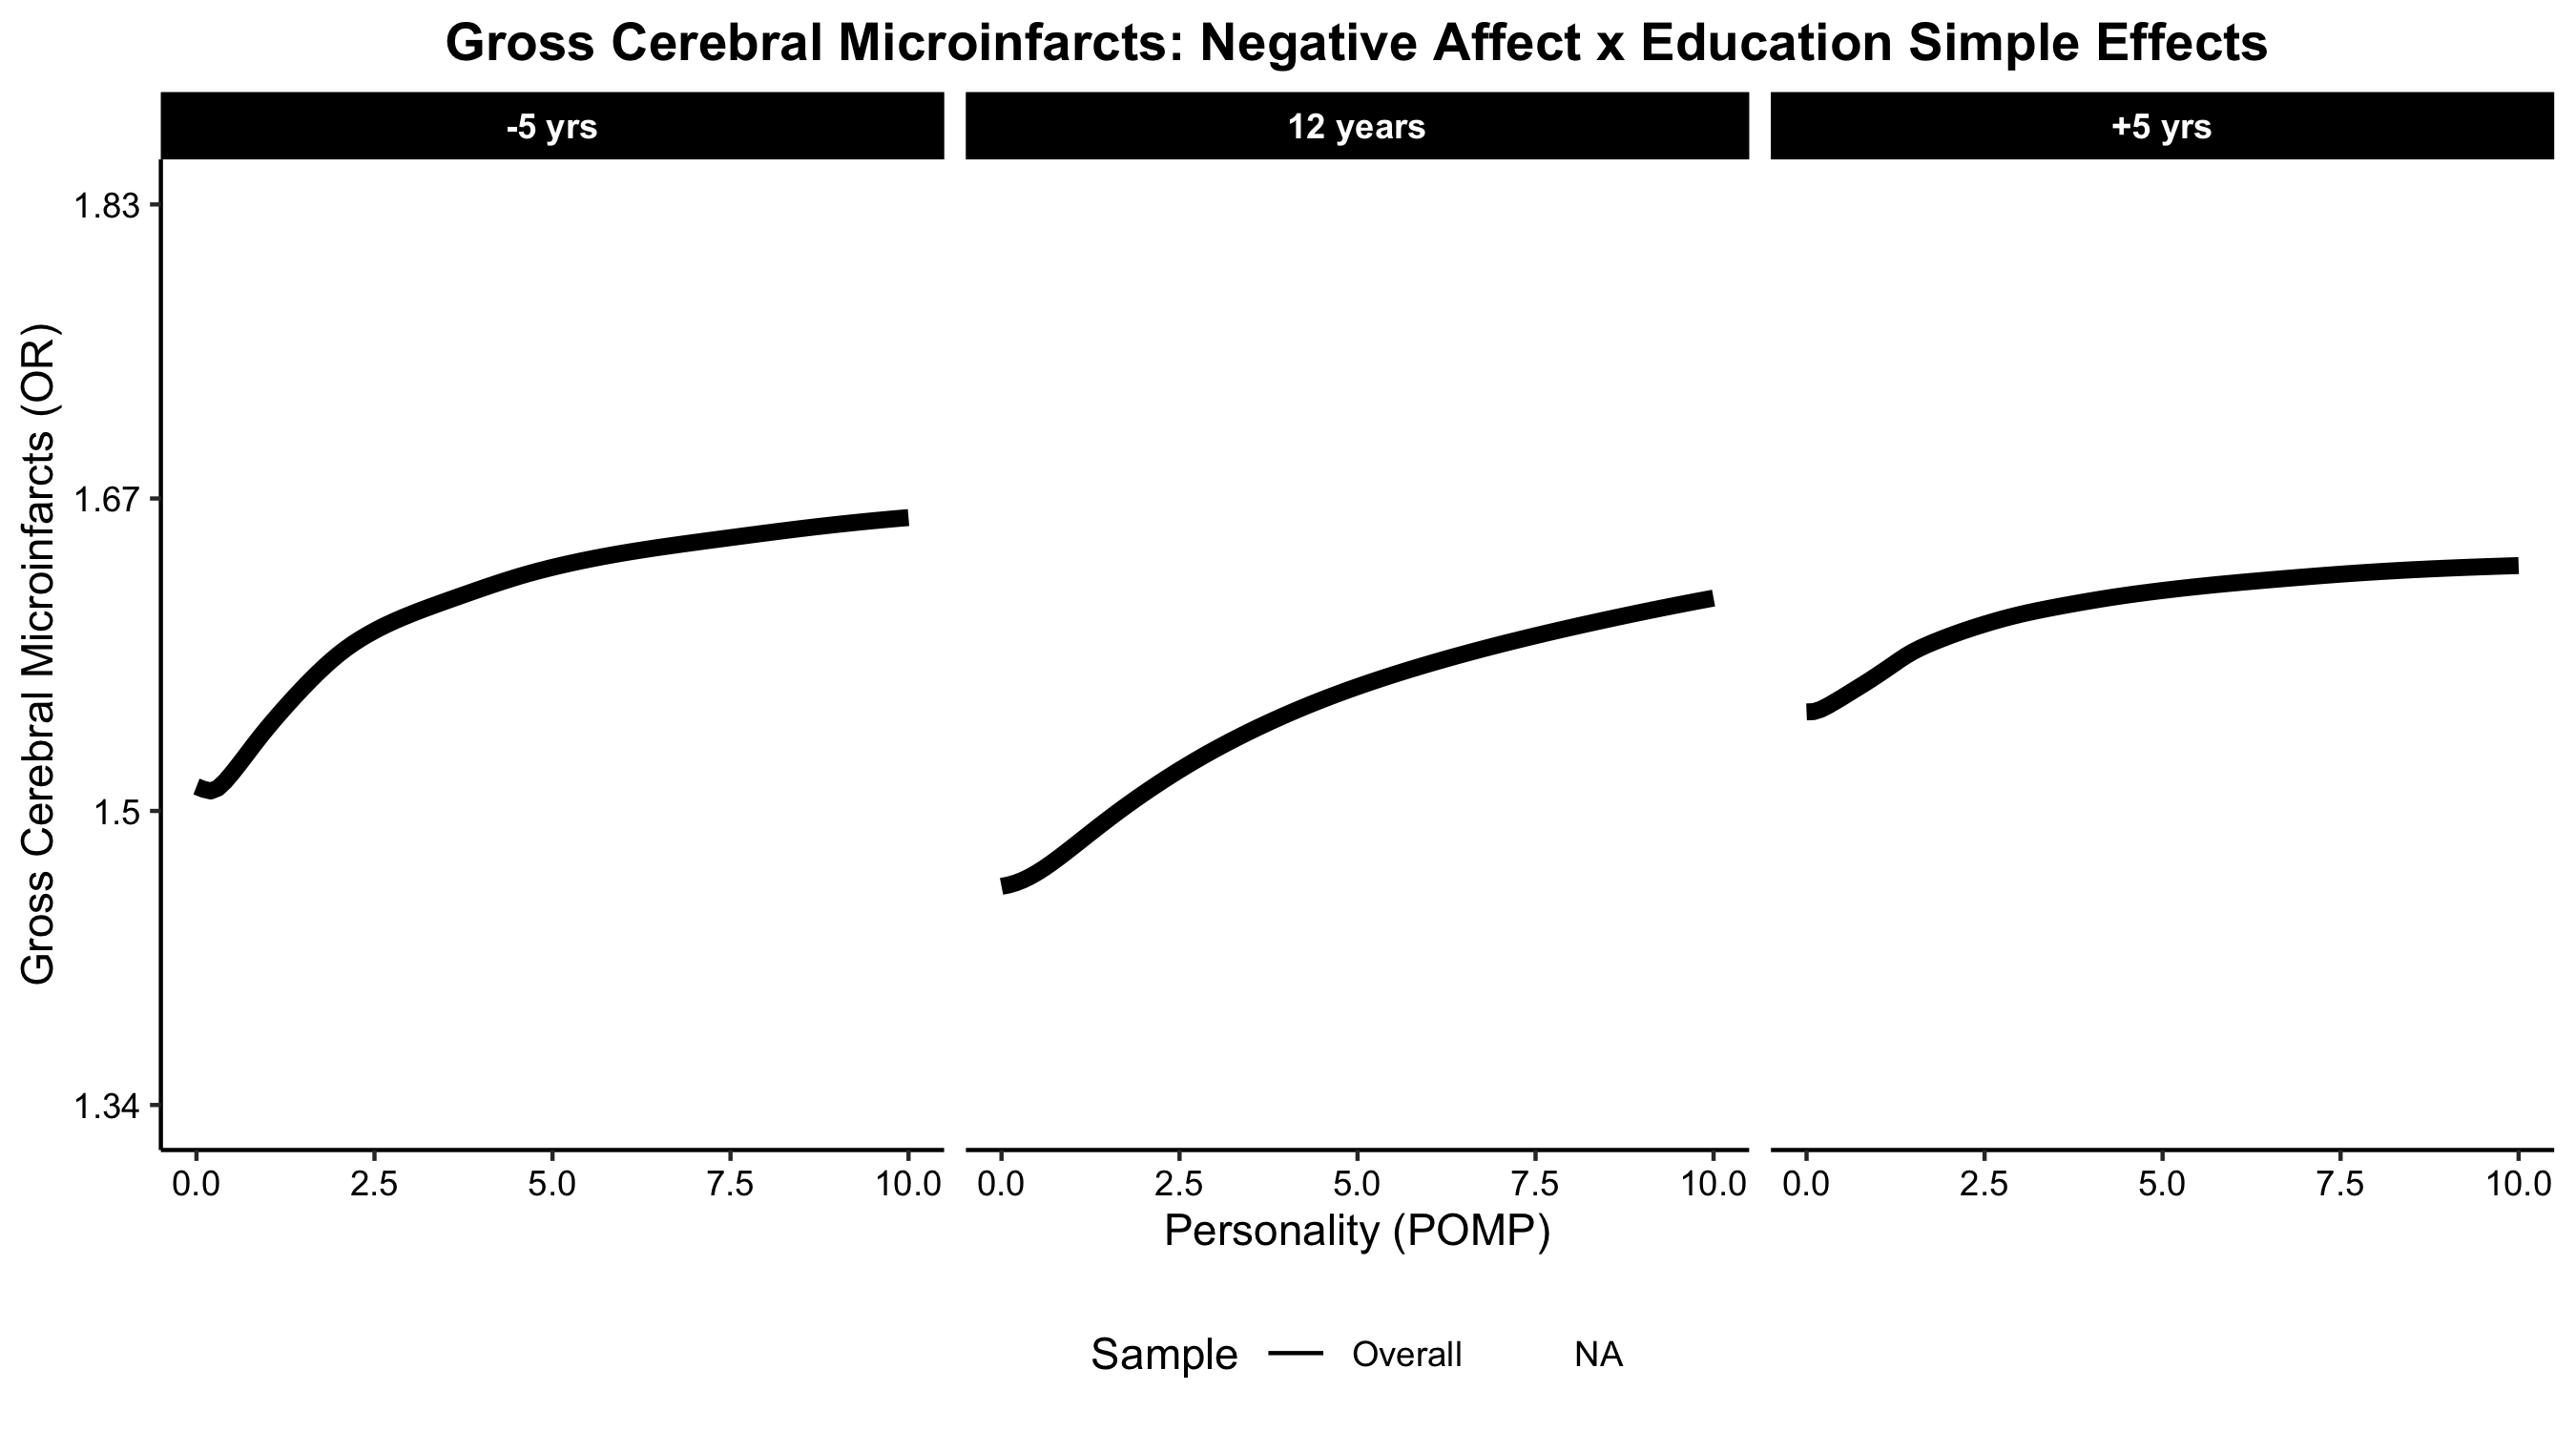 Gross Cerebral Microinfarcts: Negative Affect x Education Simple Effects
-5 yrs
12 years
+5 yrs
Gross Cerebral Microinfarcts (OR)
1.83
1.67
1.5
1.34
0.0 2.5 5.0 7.5 10.0
0.0 2.5 5.0 7.5 10.0
0.0 2.5 5.0 7.5 10.0
Personality (POMP)
Sample Overall NA